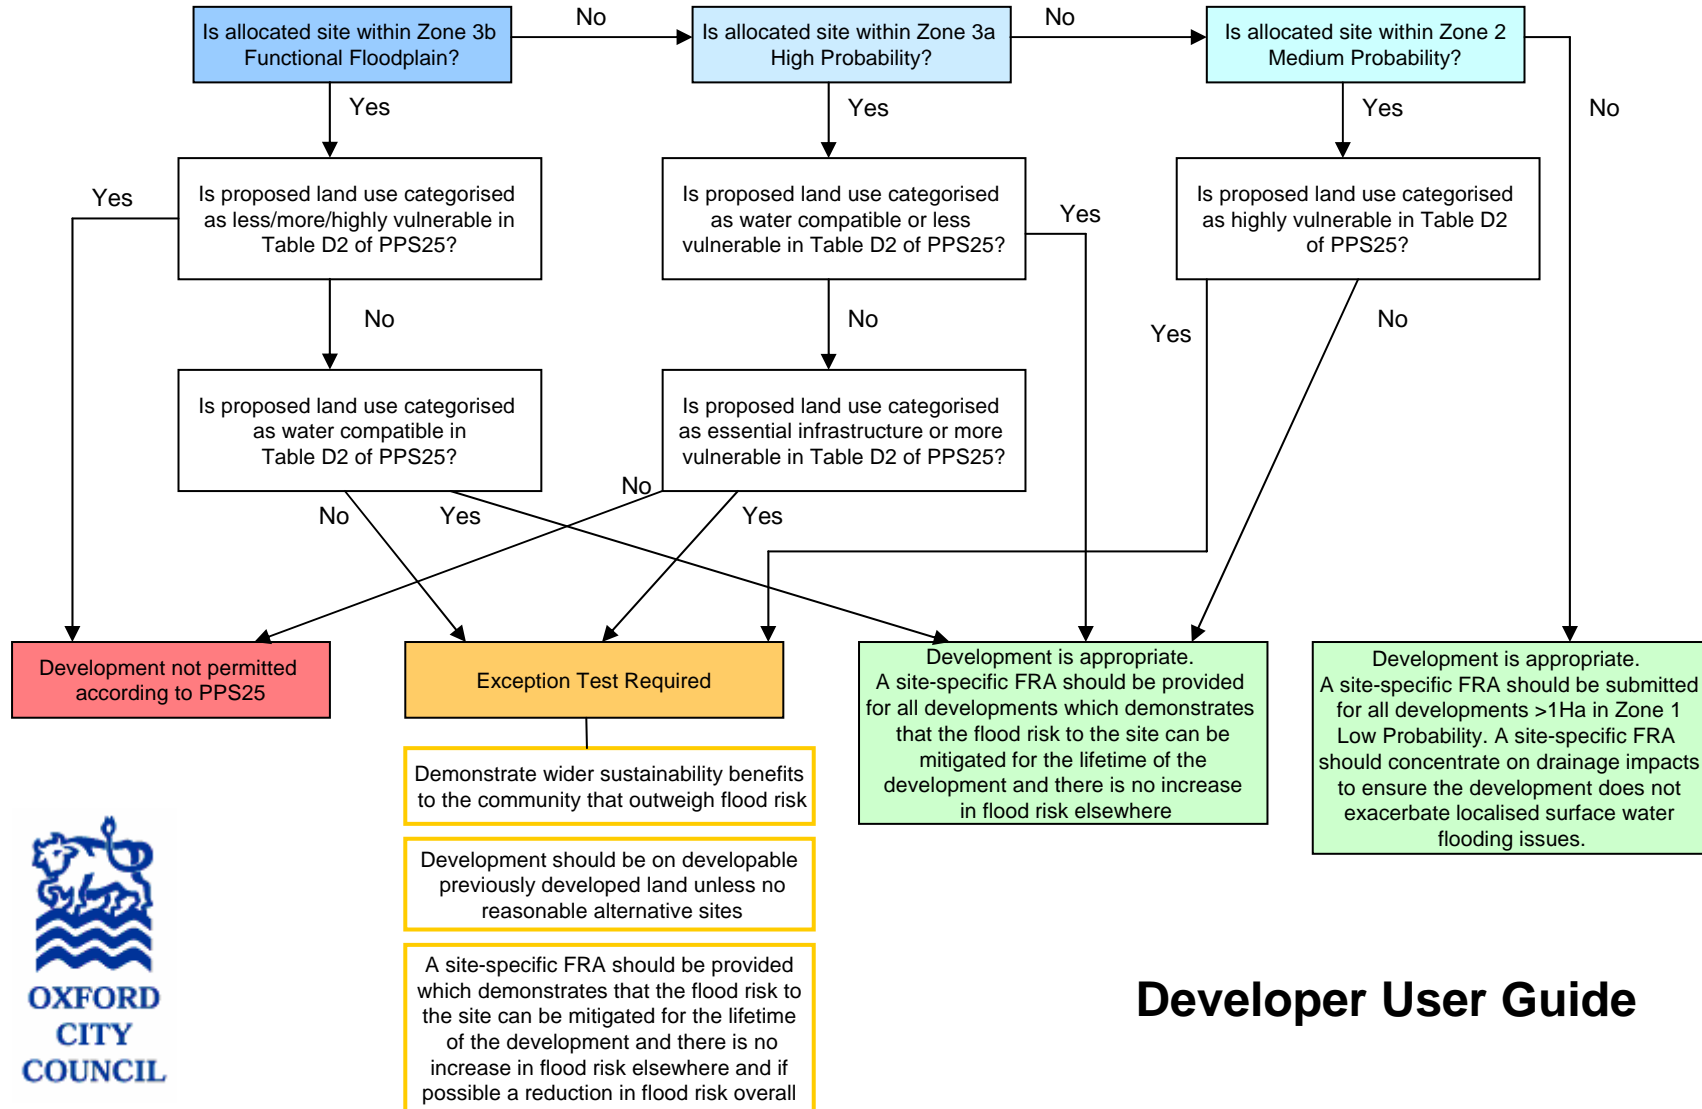 Is allocated site within Zone 3b
Functional Floodplain?
No
Is allocated site within Zone 3a
High Probability?
No
Is allocated site within Zone 2
Medium Probability?
Yes
Yes
Yes
No
Yes
Is proposed land use categorised
as less/more/highly vulnerable in
Table D2 of PPS25?
Is proposed land use categorised
as water compatible or less
vulnerable in Table D2 of PPS25?
Yes
Is proposed land use categorised
as highly vulnerable in Table D2
of PPS25?
No
No
Yes
No
Is proposed land use categorised
as water compatible in
Table D2 of PPS25?
Is proposed land use categorised
as essential infrastructure or more
vulnerable in Table D2 of PPS25?
No
No
Yes
Yes
Development not permitted
according to PPS25
Exception Test Required
Development is appropriate.
A site-specific FRA should be provided
for all developments which demonstrates
that the flood risk to the site can be
mitigated for the lifetime of the
development and there is no increase
in flood risk elsewhere
Development is appropriate.
A site-specific FRA should be submitted
for all developments >1Ha in Zone 1
Low Probability. A site-specific FRA
should concentrate on drainage impacts
to ensure the development does not
exacerbate localised surface water
flooding issues.
Demonstrate wider sustainability benefits
to the community that outweigh flood risk
Development should be on developable
previously developed land unless no
reasonable alternative sites
A site-specific FRA should be provided
which demonstrates that the flood risk to
the site can be mitigated for the lifetime
of the development and there is no
increase in flood risk elsewhere and if
possible a reduction in flood risk overall
OXFORD
CITY
COUNCIL
Developer User Guide